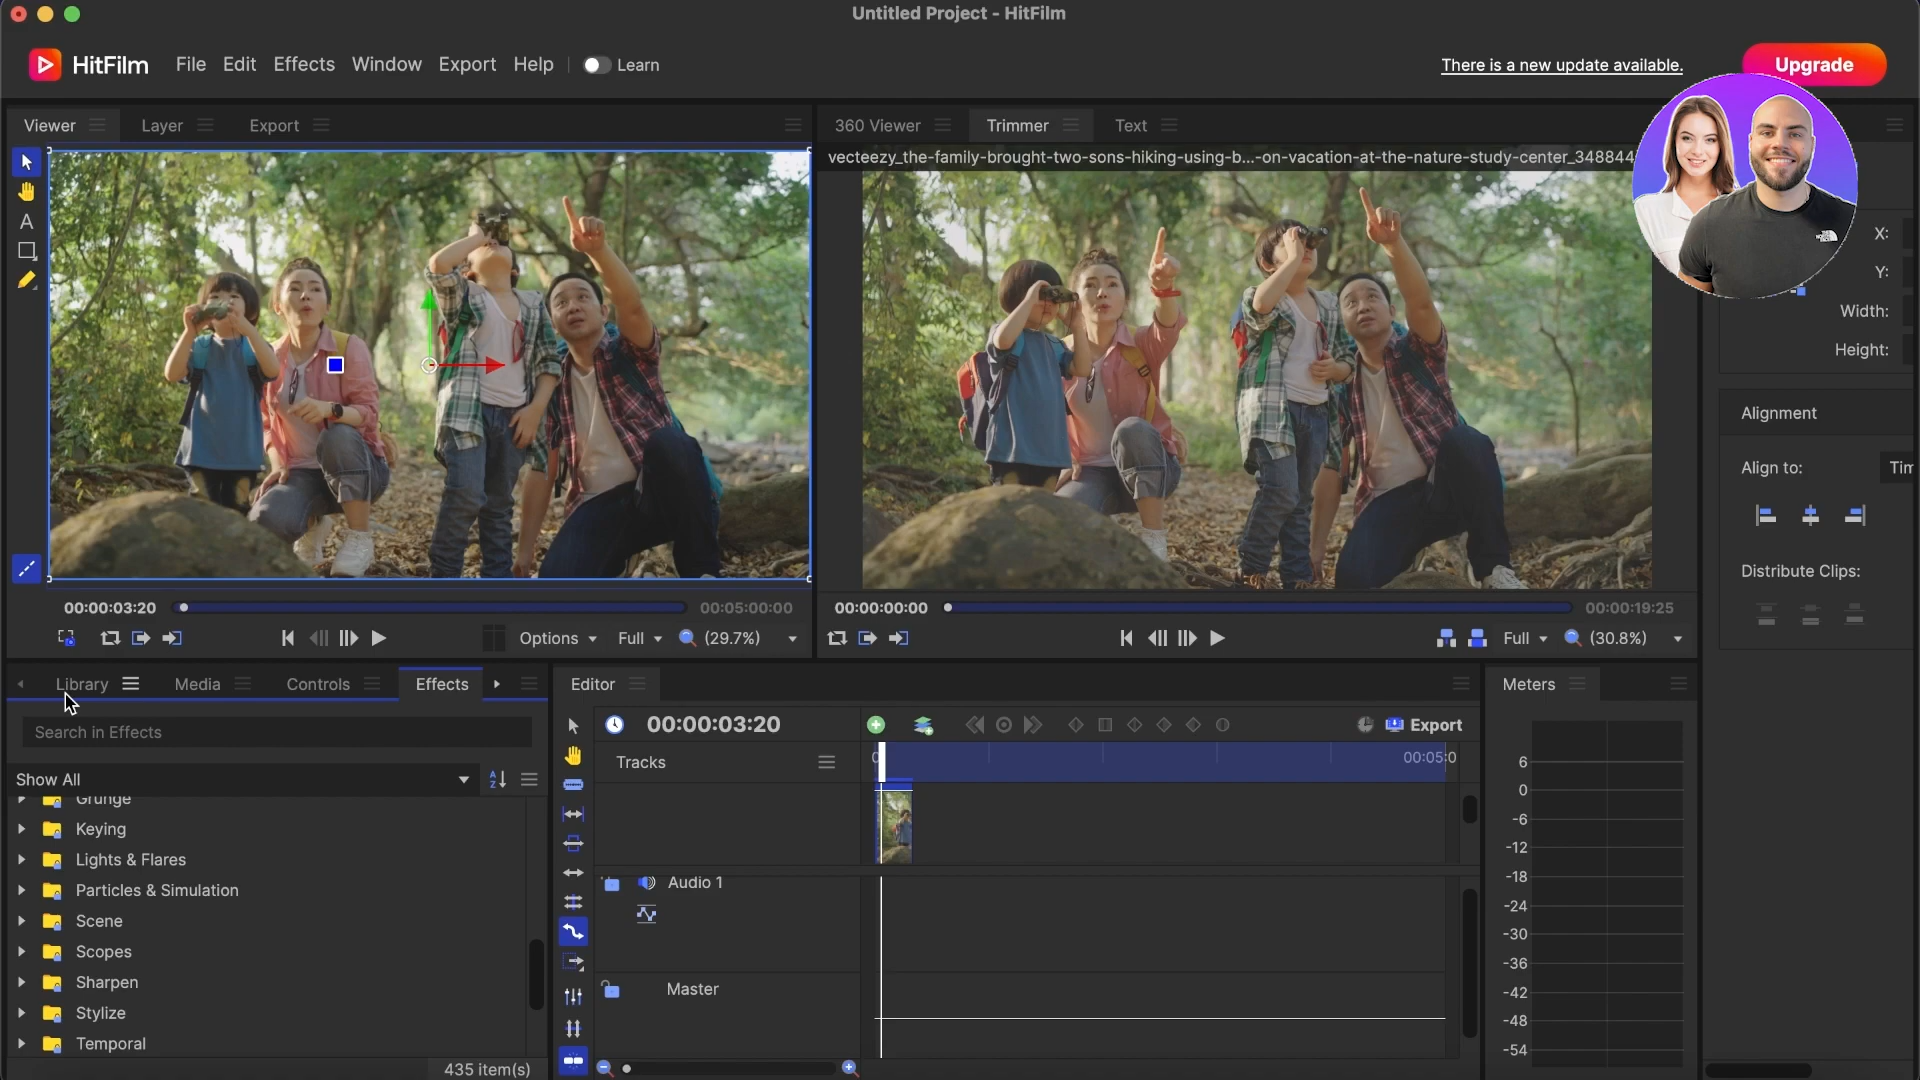 Untitled Project - HitFilm
HitFilm File Edit Effects Window Export Help Learn There is a new update available. Upgrade
Viewer Layer Export 360 Viewer Trimmer Text
vecteezy_the-family-brought-two-sons-hiking-using-b...-on-vacation-at-the-nature-study-center_348844
A
X:
Y:
Width:
Height:
Alignment
Align to: Tim
Distribute Clips:
00:00:03:20 00:05:00:00 00:00:00:00 00:00:19:25
Options Full (29.7%) Full (30.8%)
Library Media Controls Effects Editor Meters
Search in Effects
00:00:03:20 Export
Tracks 00:05:0
Show All
Grunge
Keying
Lights & Flares
Particles & Simulation
Scene
Scopes
Sharpen
Stylize
Temporal
435 item(s)
Audio 1
Master
6
0
-6
-12
-18
-24
-30
-36
-42
-48
-54